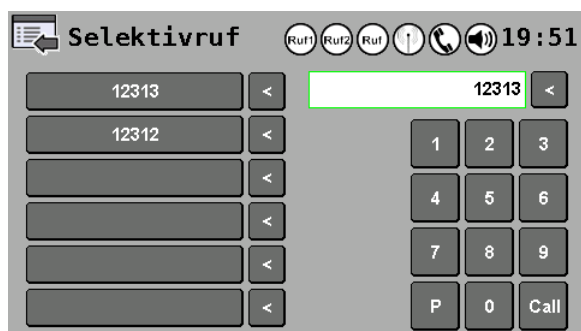 Selektivruf Ruf1 Ruf2 Ruf 19:51
12313 < 12313 <
12312 < 1 2 3
<
< 4 5 6
< 7 8 9
< P 0 Call